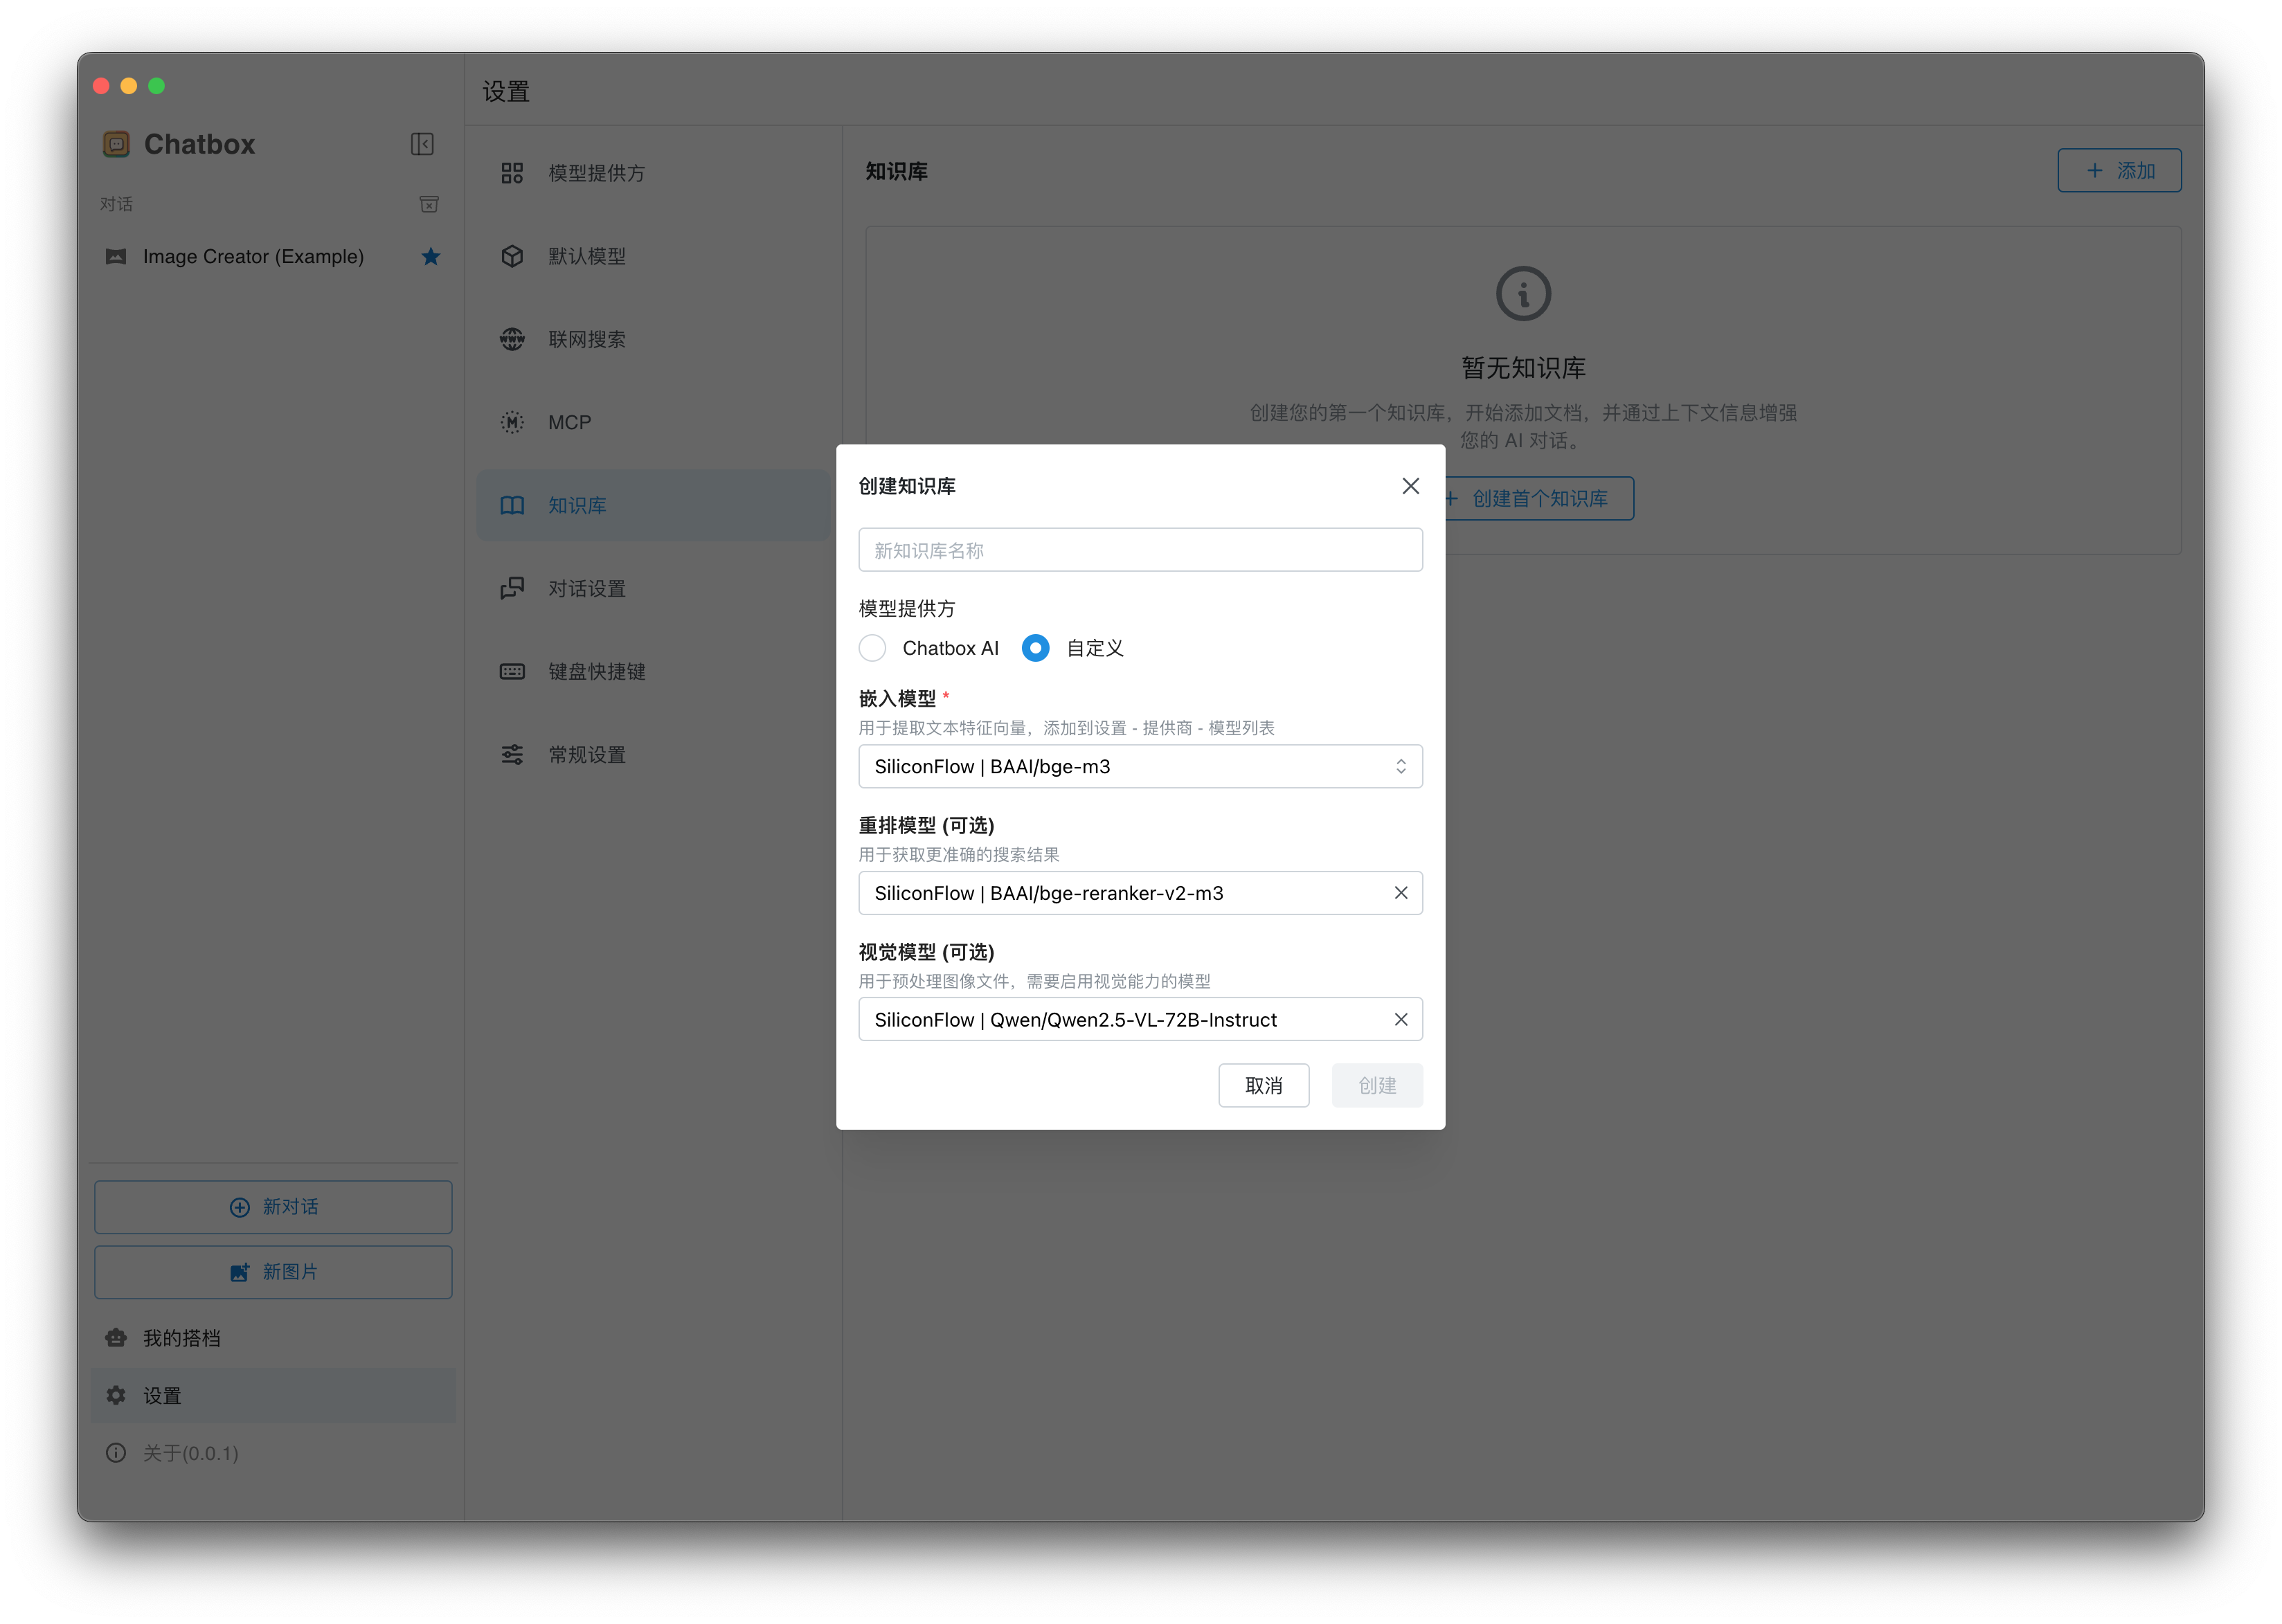 设置
Chatbox
对话
Image Creator (Example)
模型提供方
默认模型
联网搜索
MCP
知识库
对话设置
键盘快捷键
常规设置
知识库
添加
暂无知识库
创建您的第一个知识库，开始添加文档，并通过上下文信息增强
您的 AI 对话。
创建首个知识库
创建知识库
新知识库名称
模型提供方
Chatbox AI 自定义
嵌入模型 *
用于提取文本特征向量，添加到设置 - 提供商 - 模型列表
SiliconFlow | BAAI/bge-m3
重排模型 (可选)
用于获取更准确的搜索结果
SiliconFlow | BAAI/bge-reranker-v2-m3
视觉模型 (可选)
用于预处理图像文件，需要启用视觉能力的模型
SiliconFlow | Qwen/Qwen2.5-VL-72B-Instruct
取消 创建
新对话
新图片
我的搭档
设置
关于(0.0.1)